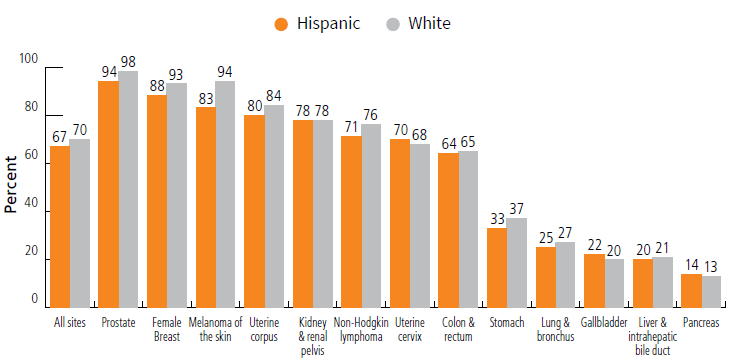 Hispanic White
100
80
60
40
20
0
Percent
67 70
94 98
88 93
83 94
80 84
78 78
71 76
70 68
64 65
33 37
25 27
22 20
20 21
14 13
All sites
Prostate
Female
Breast
Melanoma of
the skin
Uterine
corpus
Kidney
& renal
pelvis
Non-Hodgkin
lymphoma
Uterine
cervix
Colon &
rectum
Stomach
Lung &
bronchus
Gallbladder
Liver &
intrahepatic
bile duct
Pancreas